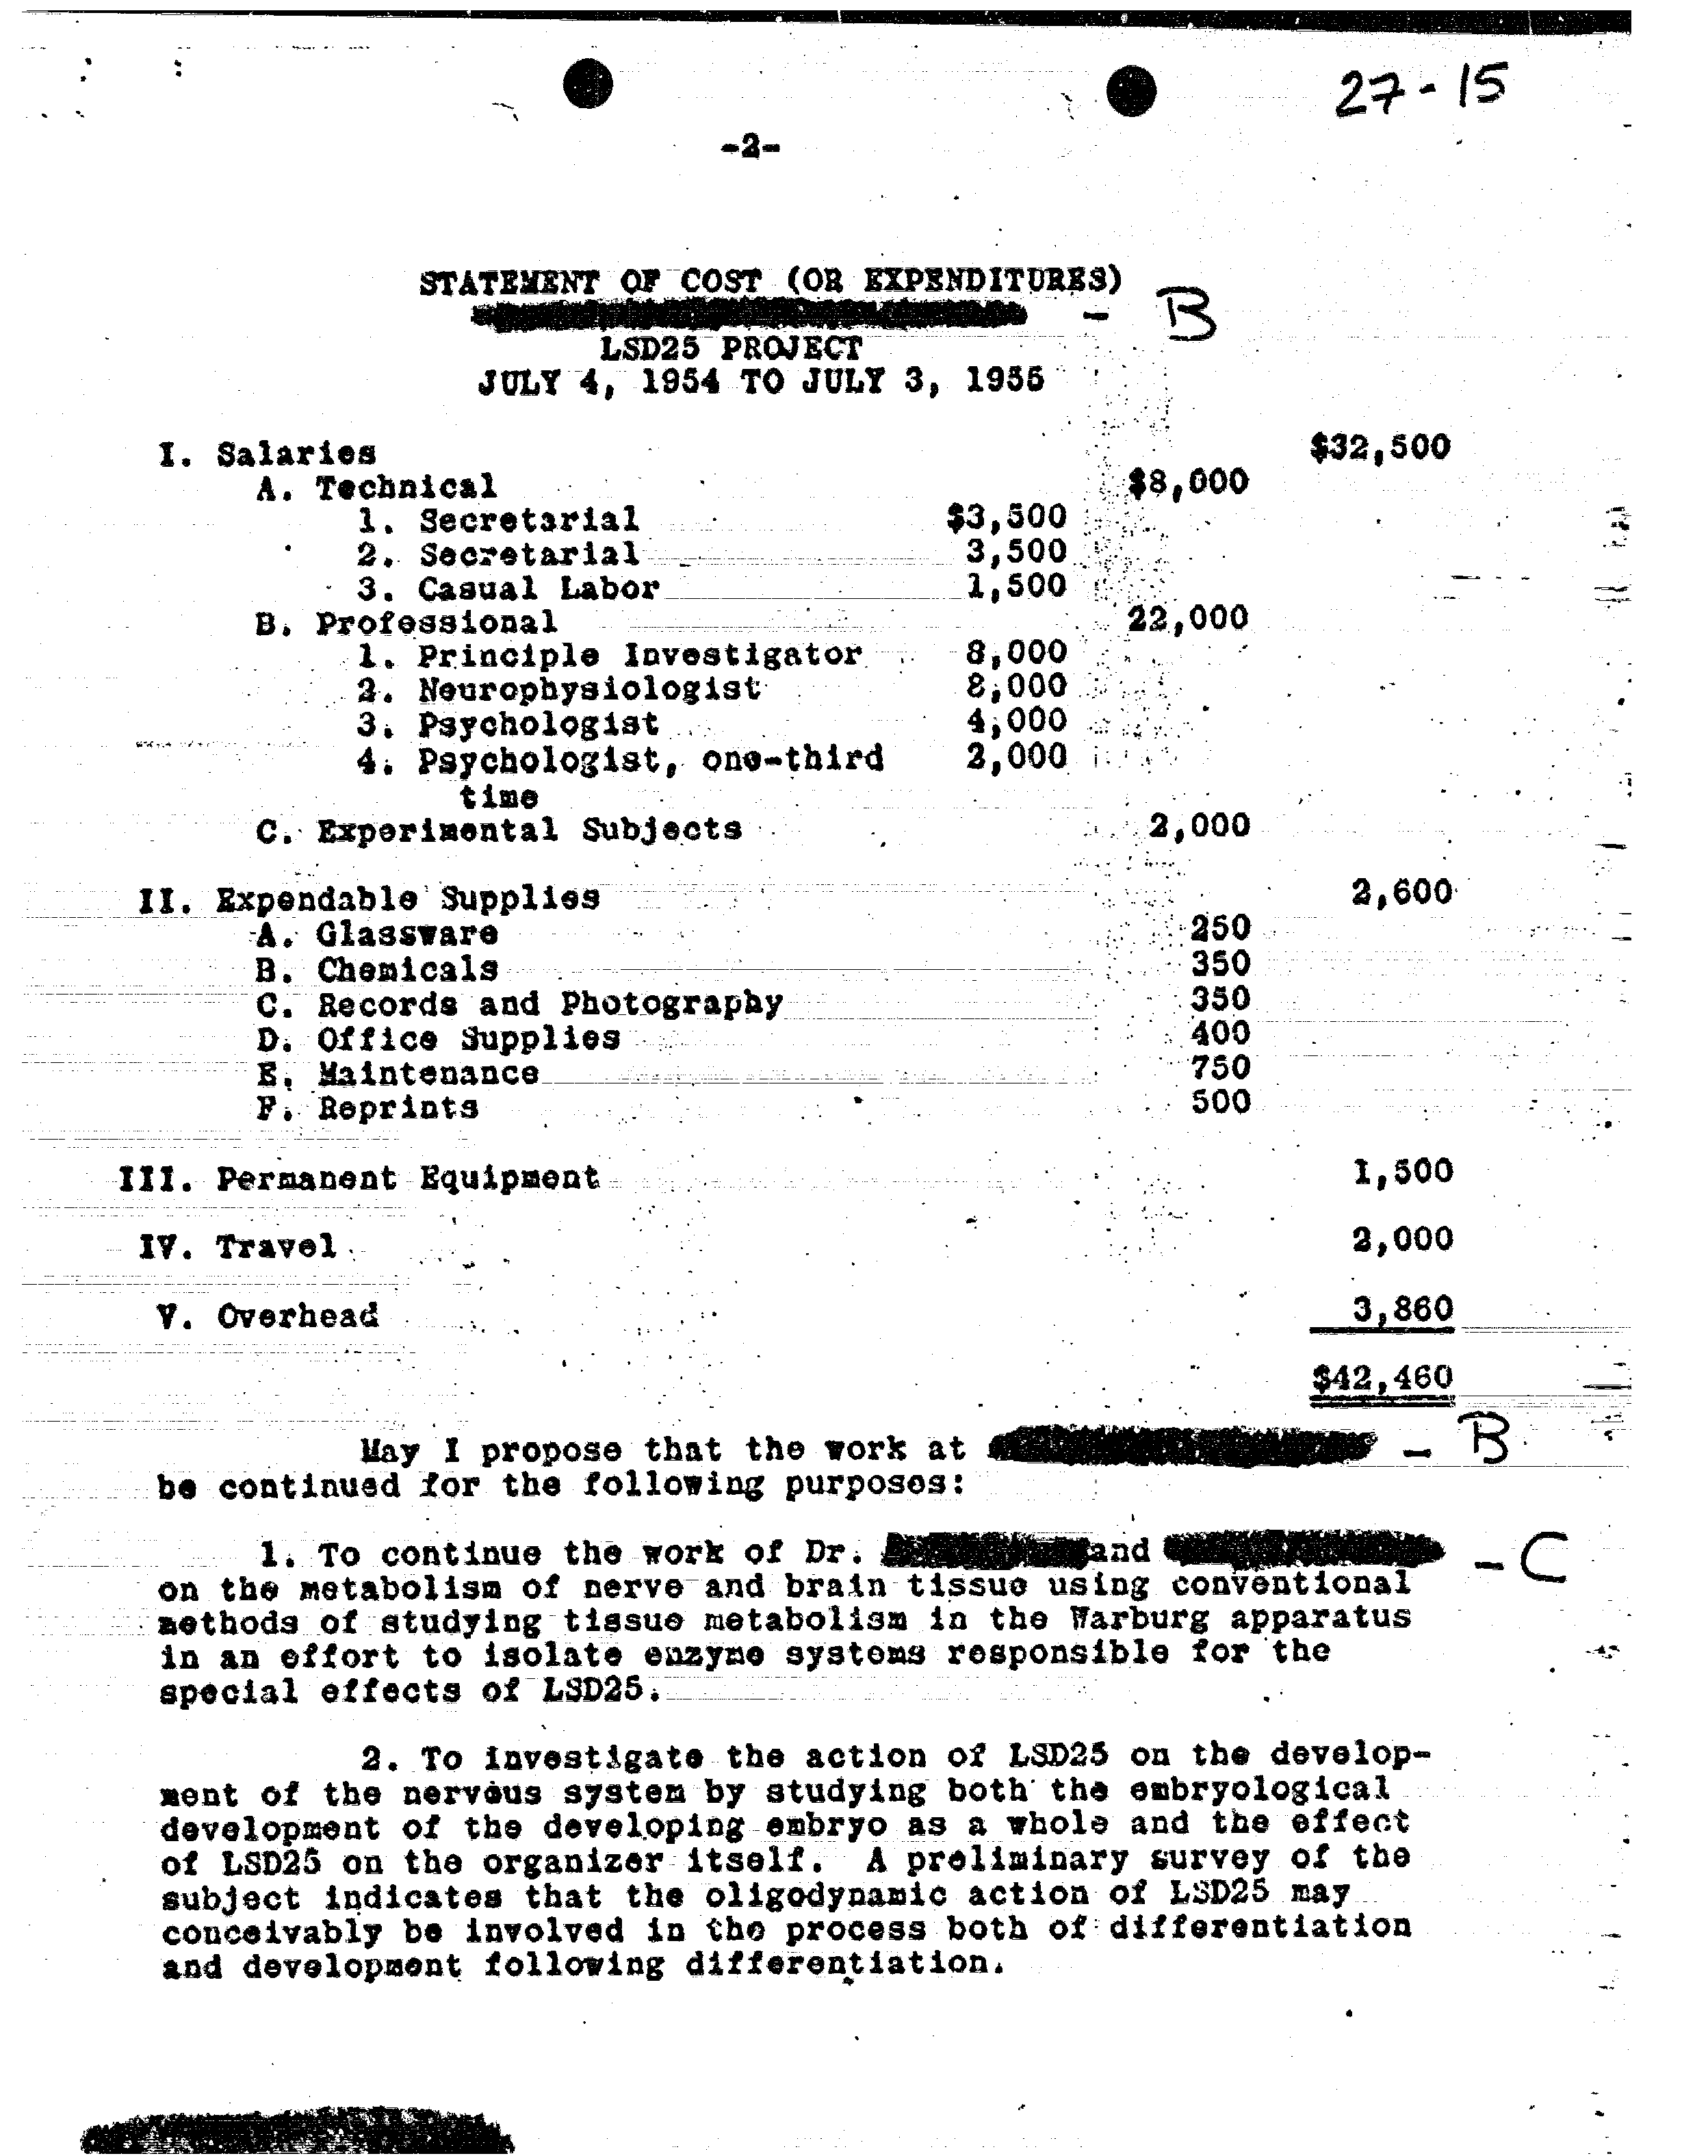 27-15
-2-
STATEMENT OF COST (OR EXPENDITURES)
- B
LSD25 PROJECT
JULY 4, 1954 TO JULY 3, 1955
I. Salaries $32,500
A. Technical $8,000
1. Secretarial $3,500
2. Secretarial 3,500
3. Casual Labor 1,500
B. Professional 22,000
1. Principle Investigator 8,000
2. Neurophysiologist 8,000
3. Psychologist 4,000
4. Psychologist, one-third 2,000
time
C. Experimental Subjects 2,000
II. Expendable Supplies 2,600
A. Glassware 250
B. Chemicals 350
C. Records and Photography 350
D. Office Supplies 400
E. Maintenance 750
F. Reprints 500
III. Permanent Equipment 1,500
IV. Travel 2,000
V. Overhead 3,860
$42,460
May I propose that the work at - B
be continued for the following purposes:
1. To continue the work of Dr. and - C
on the metabolism of nerve and brain tissue using conventional
methods of studying tissue metabolism in the Warburg apparatus
in an effort to isolate enzyme systems responsible for the
special effects of LSD25.
2. To investigate the action of LSD25 on the develop-
ment of the nervous system by studying both the embryological
development of the developing embryo as a whole and the effect
of LSD25 on the organizer itself. A preliminary survey of the
subject indicates that the oligodynamic action of LSD25 may
conceivably be involved in the process both of differentiation
and development following differentiation.